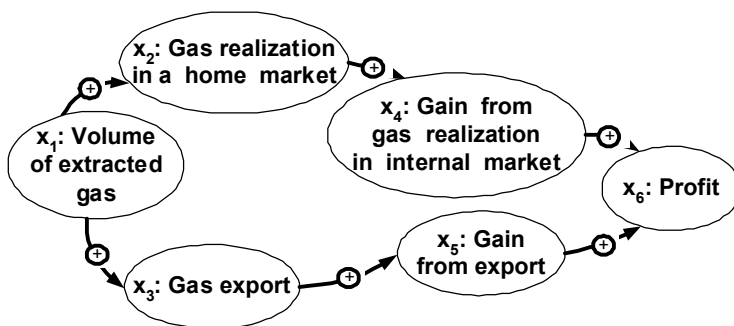 x2: Gas realization
in a home market
+
+
x4: Gain from
gas realization
in internal market
+
x1: Volume
of extracted
gas
x6: Profit
+
x3: Gas export
+
x5: Gain
from export
+